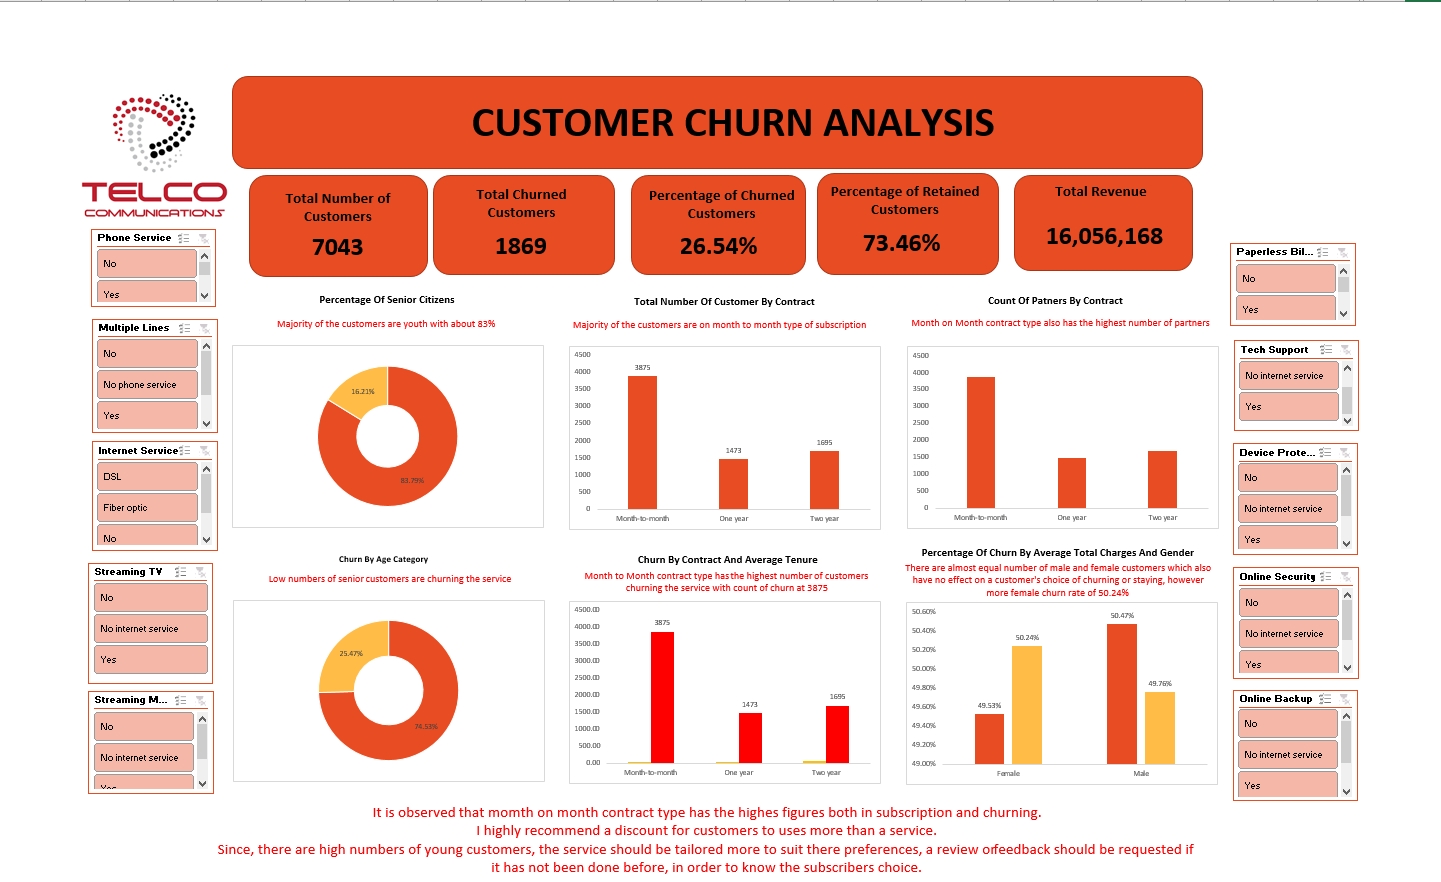 CUSTOMER CHURN ANALYSIS
TELCO
COMMUNICATIONS
Total Number of
Customers
7043
Total Churned
Customers
1869
Percentage of Churned
Customers
26.54%
Percentage of Retained
Customers
73.46%
Total Revenue
16,056,168
Phone Service
No
Yes
Multiple Lines
No
No phone service
Yes
Internet Service
DSL
Fiber optic
No
Streaming TV
No
No internet service
Yes
Streaming M...
No
No internet service
Yes
Percentage Of Senior Citizens
Majority of the customers are youth with about 83%
16.21%
83.79%
Total Number Of Customer By Contract
Majority of the customers are on month to month type of subscription
4500
4000
3500
3000
2500
2000
1500
1000
500
0
3875
1473
1695
Month-to-month
One year
Two year
Count Of Patners By Contract
Month on Month contract type also has the highest number of partners
4500
4000
3500
3000
2500
2000
1500
1000
500
0
Month-to-month
One year
Two year
Churn By Age Category
Low numbers of senior customers are churning the service
25.47%
74.53%
Churn By Contract And Average Tenure
Month to Month contract type has the highest number of customers
churning the service with count of churn at 3875
4500.00
4000.00
3500.00
3000.00
2500.00
2000.00
1500.00
1000.00
500.00
0.00
3875
1473
1695
Month-to-month
One year
Two year
Percentage Of Churn By Average Total Charges And Gender
There are almost equal number of male and female customers which also
have no effect on a customer's choice of churning or staying, however
more female churn rate of 50.24%
50.60%
50.40%
50.20%
50.00%
49.80%
49.60%
49.40%
49.20%
49.00%
49.53%
50.24%
50.47%
49.76%
Female
Male
Paperless Bil...
No
Yes
Tech Support
No internet service
Yes
Device Prote...
No
No internet service
Yes
Online Security
No
No internet service
Yes
Online Backup
No
No internet service
Yes
It is observed that momth on month contract type has the highes figures both in subscription and churning.
I highly recommend a discount for customers to uses more than a service.
Since, there are high numbers of young customers, the service should be tailored more to suit there preferences, a review orfeedback should be requested if
it has not been done before, in order to know the subscribers choice.